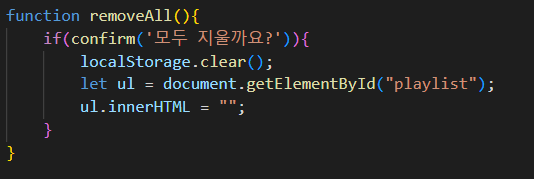 function removeAll(){
    if(confirm('모두 지울까요?')){
        localStorage.clear();
        let ul = document.getElementById("playlist");
        ul.innerHTML = "";
    }
}